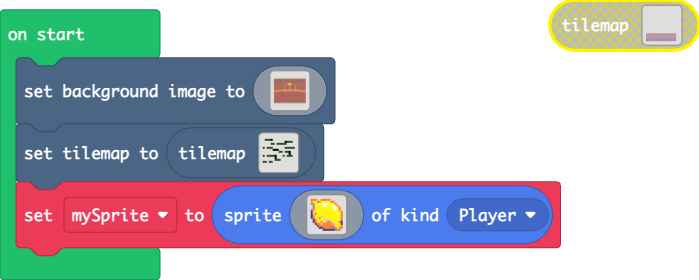 on start
tilemap
set background image to
set tilemap to tilemap
set mySprite to sprite of kind Player